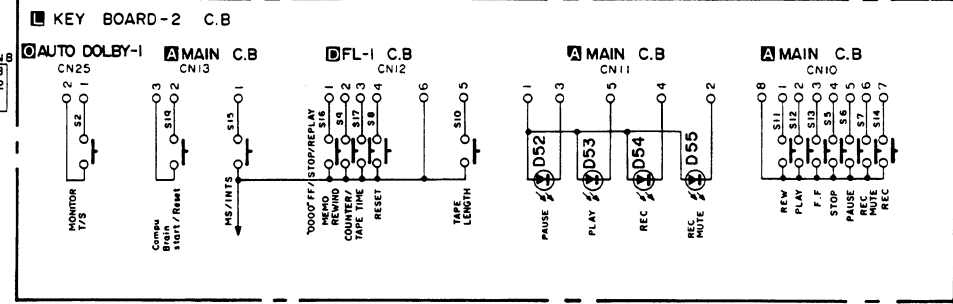 L KEY BOARD-2 C.B
O AUTO DOLBY-1
A MAIN C.B
D FL-1 C.B
A MAIN C.B
A MAIN C.B
CN25
CN13
CN12
CN11
CN10
2 1
3 2 1
1 2 3 4 6 5
1 3 5 4 2
8 1 2 3 4 5 6 7
S2
S19
S15
S16
S9
S17
S8
S10
D52
D53
D54
D55
S11
S12
S13
S5
S6
S7
S14
MONITOR
T/S
Compu
Brain
start/Reset
MS/INTS
"0000"FF/STOP/REPLAY
MEMO
REWIND
COUNTER/
TAPE TIME
RESET
TAPE
LENGTH
PAUSE
PLAY
REC
REC
MUTE
REW
PLAY
F.F
STOP
PAUSE
REC
MUTE
REC